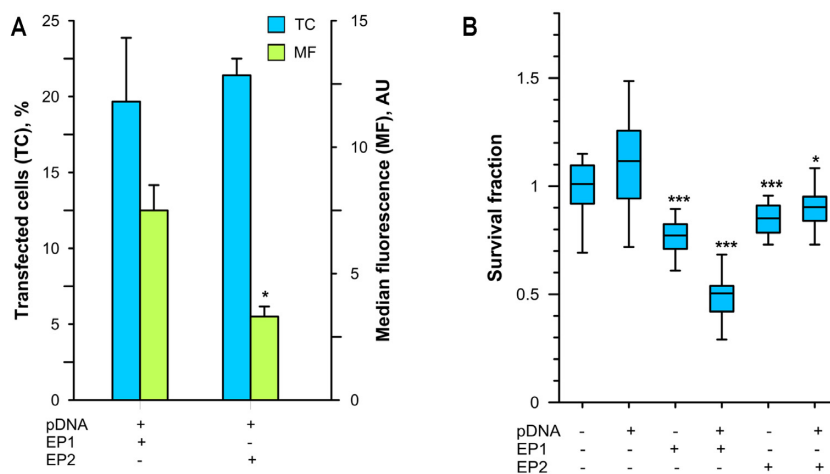 A
TC
MF
Transfected cells (TC), %
25
20
15
10
5
0
Median fluorescence (MF), AU
15
10
5
0
*
pDNA + +
EP1 + -
EP2 - +
B
Survival fraction
2
1.5
1
0.5
0
*** *** *** *
pDNA - + - + - +
EP1 - - + + - -
EP2 - - - - + +